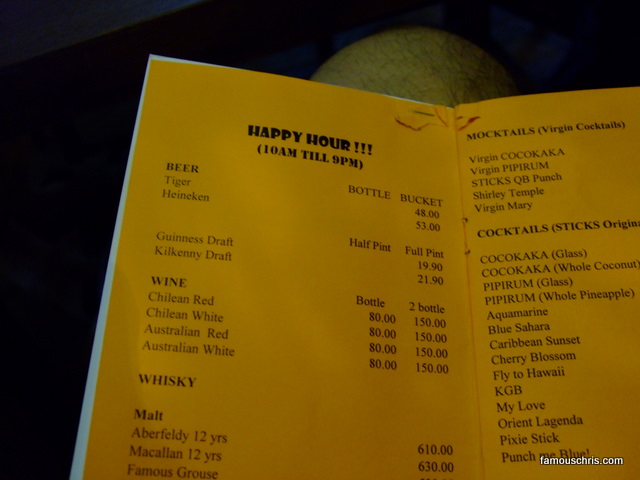 HAPPY HOUR !!!
(10AM TILL 9PM)
BEER BOTTLE BUCKET
Tiger 48.00
Heineken 53.00
Half Pint Full Pint
Guinness Draft 19.90
Kilkenny Draft 21.90
WINE Bottle 2 bottle
Chilean Red 80.00 150.00
Chilean White 80.00 150.00
Australian Red 80.00 150.00
Australian White 80.00 150.00
WHISKY
Malt
Aberfeldy 12 yrs 610.00
Macallan 12 yrs 630.00
Famous Grouse
MOCKTAILS (Virgin Cocktails)
Virgin COCOKAKA
Virgin PIPIRUM
STICKS QB Punch
Shirley Temple
Virgin Mary
COCKTAILS (STICKS
COCOKAKA (Glass)
COCOKAKA (Whole Coconut)
PIPIRUM (Glass)
PIPIRUM (Whole Pineapple)
Aquamarine
Blue Sahara
Caribbean Sunset
Cherry Blossom
Fly to Hawaii
KGB
My Love
Orient Lagenda
Pixie Stick
Punch me Blue!
famouschris.com